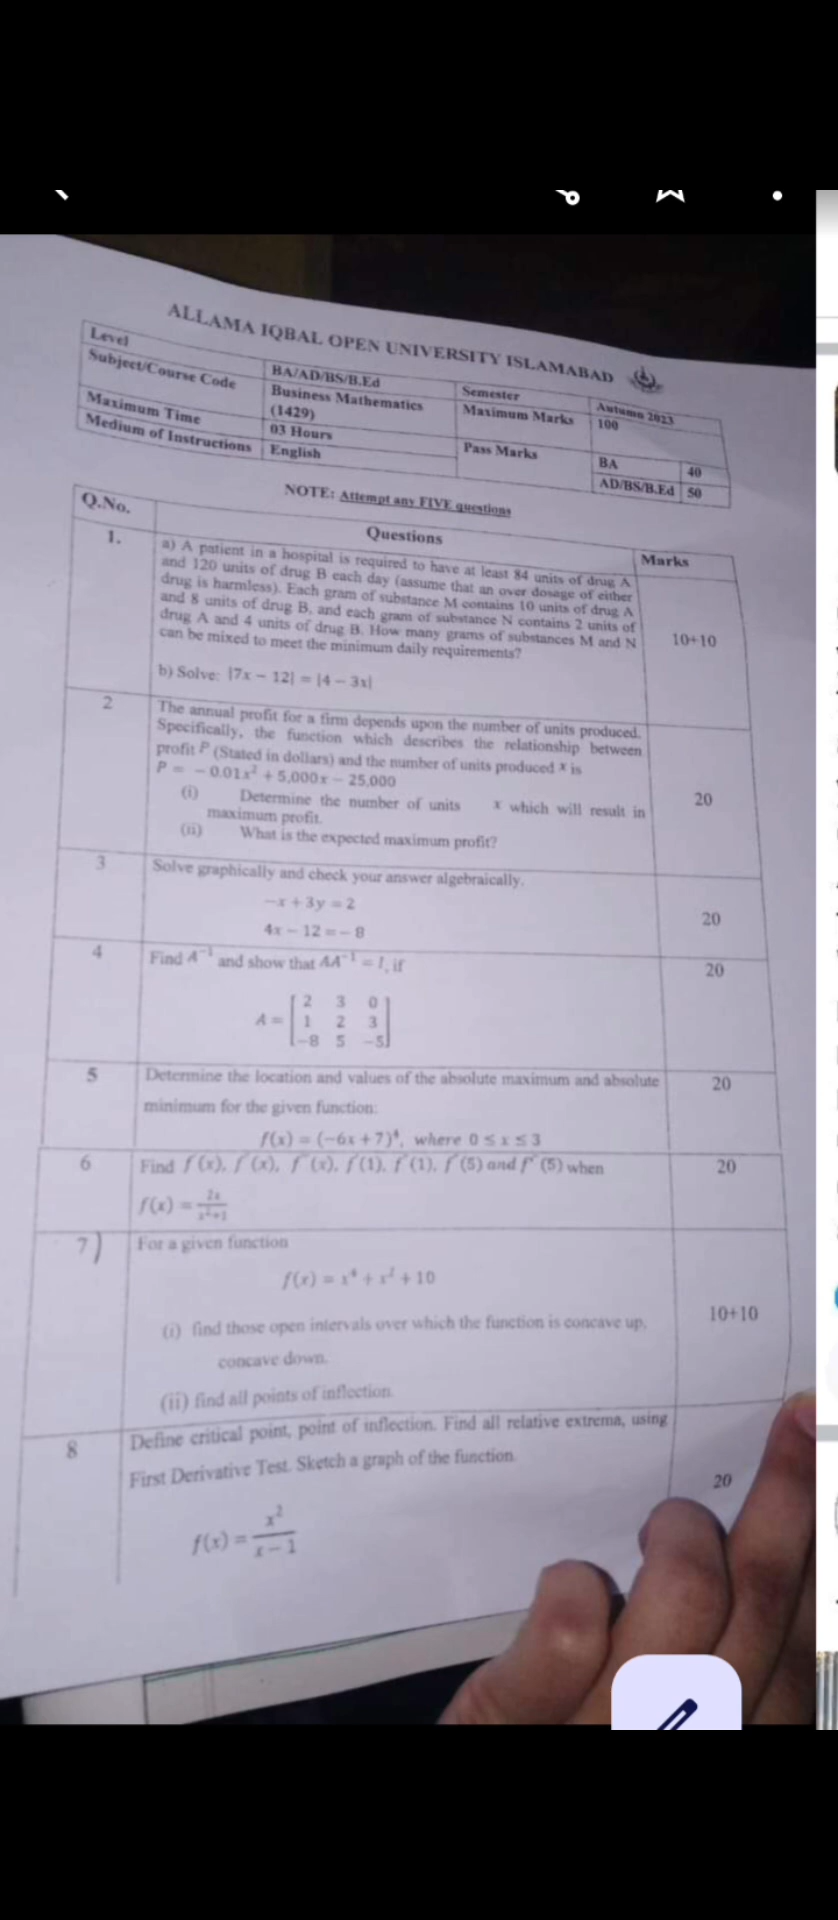 ALLAMA IQBAL OPEN UNIVERSITY ISLAMABAD
Level BA/AD/BS/B.Ed Semester Autumn 2023
Subject/Course Code Business Mathematics (1429) Maximum Marks 100
Maximum Time 03 Hours Pass Marks BA 40
Medium of Instructions English AD/BS/B.Ed 50
NOTE: Attempt any FIVE questions
Q.No. Questions Marks
1. a) A patient in a hospital is required to have at least 84 units of drug A
and 120 units of drug B each day (assume that an over dosage of either
drug is harmless). Each gram of substance M contains 10 units of drug A
and 8 units of drug B, and each gram of substance N contains 2 units of
drug A and 4 units of drug B. How many grams of substances M and N
can be mixed to meet the minimum daily requirements?
10+10
b) Solve: |7x − 12| = |4 − 3x|
2 The annual profit for a firm depends upon the number of units produced.
Specifically, the function which describes the relationship between
profit P (Stated in dollars) and the number of units produced x is
P = − 0.01x² + 5,000x − 25,000
(i) Determine the number of units x which will result in
maximum profit.
(ii) What is the expected maximum profit?
20
3 Solve graphically and check your answer algebraically.
−x + 3y = 2
4x − 12 = − 8
20
4 Find A⁻¹ and show that AA⁻¹ = I, if
20
A = [2 3 0
1 2 3
−8 5 −5]
5 Determine the location and values of the absolute maximum and absolute
minimum for the given function:
f(x) = (−6x + 7)⁴, where 0 ≤ x ≤ 3
20
6 Find
and
when
f(x) = 2x/(x²+1)
20
7) For a given function
f(x) = x⁴ + x² + 10
(i) find those open intervals over which the function is concave up,
concave down.
(ii) find all points of inflection.
10+10
8 Define critical point, point of inflection. Find all relative extrema, using
First Derivative Test. Sketch a graph of the function
f(x) = x²/(x − 1)
20